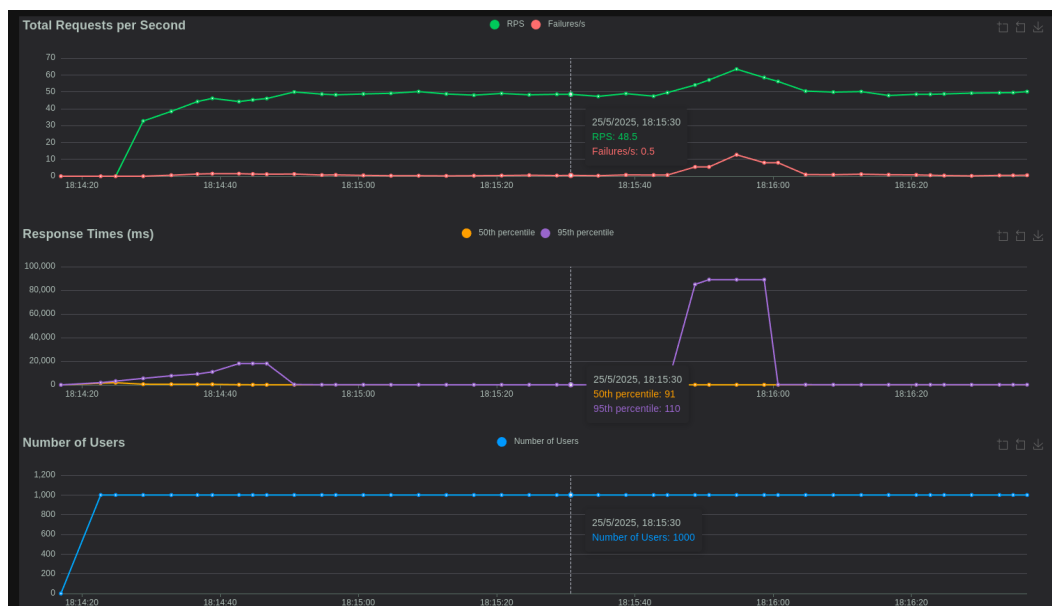 Total Requests per Second
RPS Failures/s
70
60
50
40
30
20
10
0
18:14:20 18:14:40 18:15:00 18:15:20 18:15:40 18:16:00 18:16:20
25/5/2025, 18:15:30
RPS: 48.5
Failures/s: 0.5
Response Times (ms)
50th percentile 95th percentile
100,000
80,000
60,000
40,000
20,000
0
18:14:20 18:14:40 18:15:00 18:15:20 18:15:40 18:16:00 18:16:20
25/5/2025, 18:15:30
50th percentile: 91
95th percentile: 110
Number of Users
Number of Users
1,200
1,000
800
600
400
200
0
18:14:20 18:14:40 18:15:00 18:15:20 18:15:40 18:16:00 18:16:20
25/5/2025, 18:15:30
Number of Users: 1000